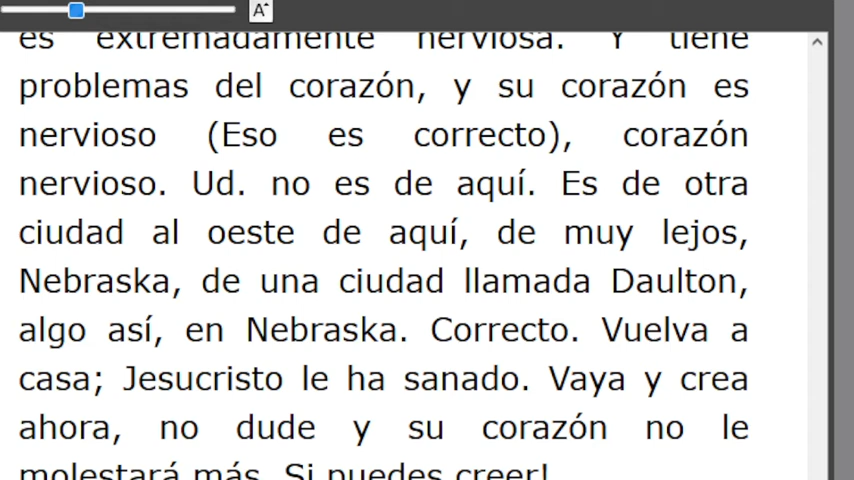 A
es extremadamente nerviosa. Y tiene
problemas del corazón, y su corazón es
nervioso (Eso es correcto), corazón
nervioso. Ud. no es de aquí. Es de otra
ciudad al oeste de aquí, de muy lejos,
Nebraska, de una ciudad llamada Daulton,
algo así, en Nebraska. Correcto. Vuelva a
casa; Jesucristo le ha sanado. Vaya y crea
ahora, no dude y su corazón no le
molestará más. Si puedes creer!